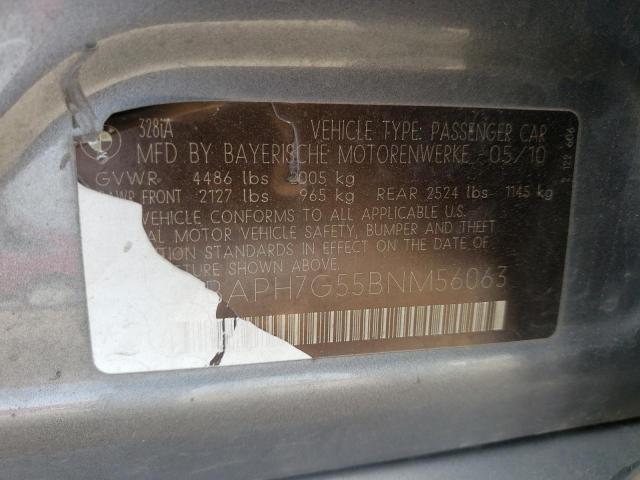 328iA
VEHICLE TYPE: PASSENGER CAR
MFD BY BAYERISCHE MOTORENWERKE 05/10
GVWR 4486 lbs 2005 kg
FRONT 2127 lbs 965 kg REAR 2524 lbs 1145 kg
VEHICLE CONFORMS TO ALL APPLICABLE U.S.
AL MOTOR VEHICLE SAFETY, BUMPER AND THEFT
TION STANDARDS IN EFFECT ON THE DATE OF
TURE SHOWN ABOVE
BAPH7G55BNM56063